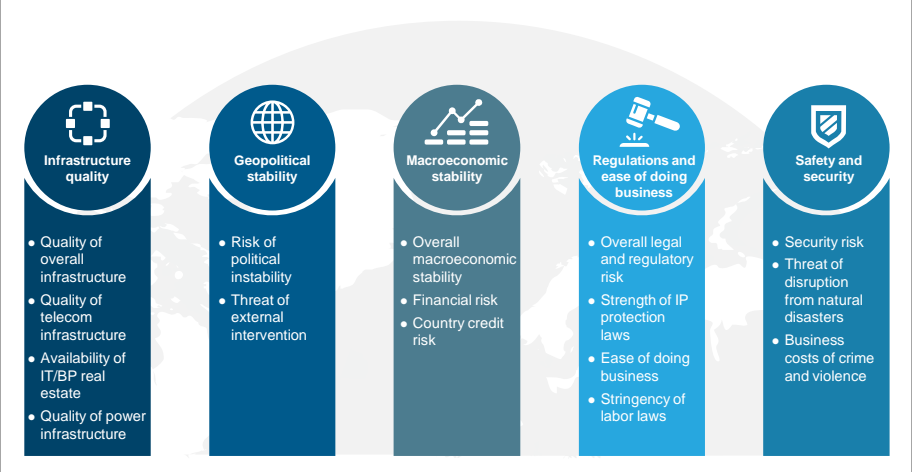 Infrastructure
quality
● Quality of
overall
infrastructure
● Quality of
telecom
infrastructure
● Availability of
IT/BP real
estate
● Quality of power
infrastructure
Geopolitical
stability
● Risk of
political
instability
● Threat of
external
intervention
Macroeconomic
stability
● Overall
macroeconomic
stability
● Financial risk
● Country credit
risk
Regulations and
ease of doing
business
● Overall legal
and regulatory
risk
● Strength of IP
protection
laws
● Ease of doing
business
● Stringency of
labor laws
Safety and
security
● Security risk
● Threat of
disruption
from natural
disasters
● Business
costs of crime
and violence